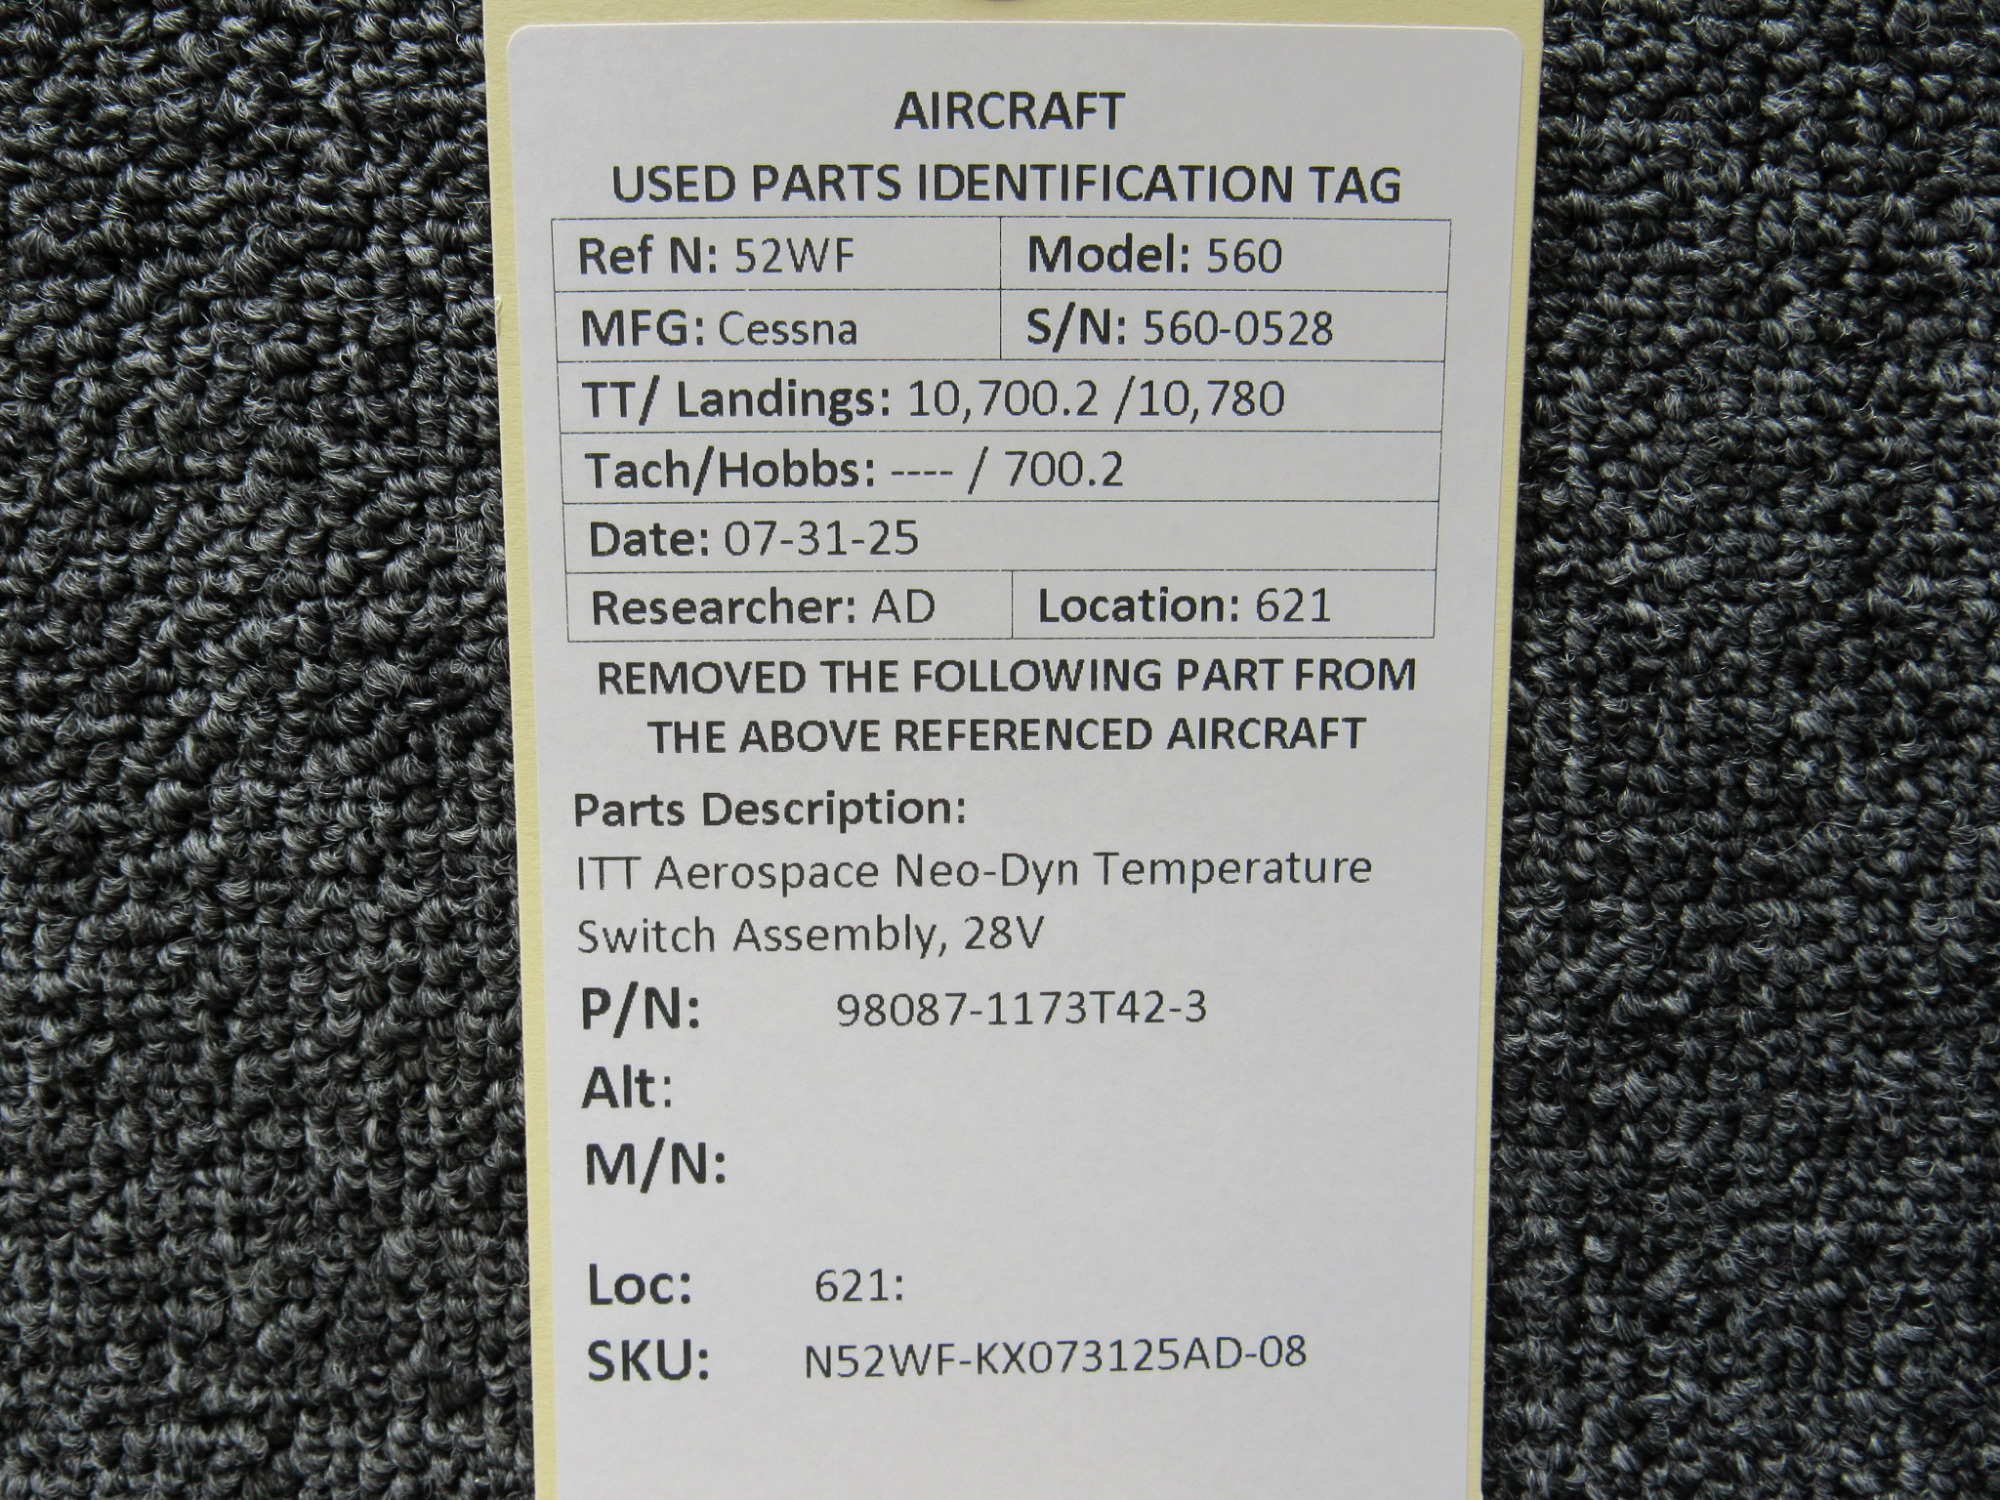 AIRCRAFT
USED PARTS IDENTIFICATION TAG
Ref N: 52WF Model: 560
MFG: Cessna S/N: 560-0528
TT/ Landings: 10,700.2 /10,780
Tach/Hobbs: ---- / 700.2
Date: 07-31-25
Researcher: AD Location: 621
REMOVED THE FOLLOWING PART FROM
THE ABOVE REFERENCED AIRCRAFT
Parts Description:
ITT Aerospace Neo-Dyn Temperature
Switch Assembly, 28V
P/N: 98087-1173T42-3
Alt:
M/N:
Loc: 621:
SKU: N52WF-KX073125AD-08